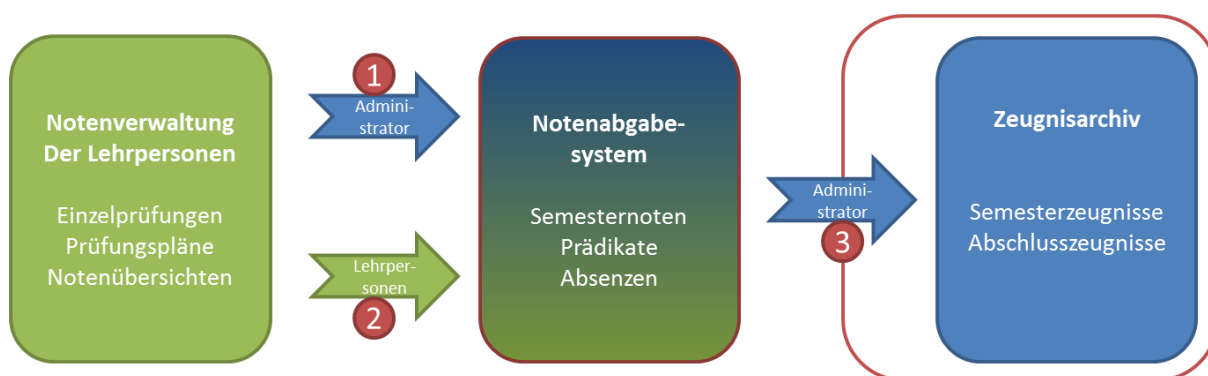 Notenverwaltung
Der Lehrpersonen
Einzelprüfungen
Prüfungspläne
Notenübersichten
1
Admini-
strator
Lehrper-
sonen
2
Notenabgabe-
system
Semesternoten
Prädikate
Absenzen
Admini-
strator
3
Zeugnisarchiv
Semesterzeugnisse
Abschlusszeugnisse